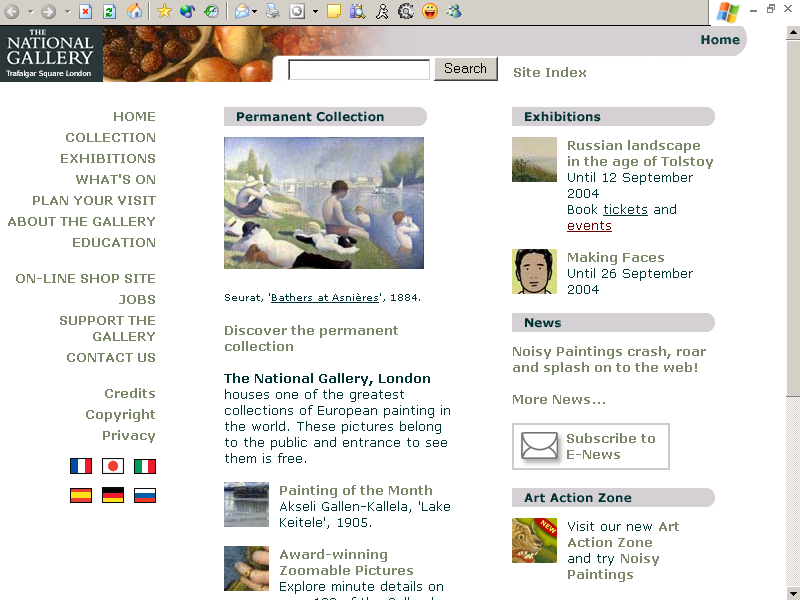 THE
NATIONAL
GALLERY
Trafalgar Square London
Search
Home
Site Index
HOME
COLLECTION
EXHIBITIONS
WHAT'S ON
PLAN YOUR VISIT
ABOUT THE GALLERY
EDUCATION
ON-LINE SHOP SITE
JOBS
SUPPORT THE
GALLERY
CONTACT US
Credits
Copyright
Privacy
Permanent Collection
Seurat, 'Bathers at Asnières', 1884.
Discover the permanent
collection
The National Gallery, London
houses one of the greatest
collections of European painting in
the world. These pictures belong
to the public and entrance to see
them is free.
Painting of the Month
Akseli Gallen-Kallela, 'Lake
Keitele', 1905.
Award-winning
Zoomable Pictures
Explore minute details on
Exhibitions
Russian landscape
in the age of Tolstoy
Until 12 September
2004
Book tickets and
events
Making Faces
Until 26 September
2004
News
Noisy Paintings crash, roar
and splash on to the web!
More News...
Subscribe to
E-News
Art Action Zone
NEW
Visit our new Art
Action Zone
and try Noisy
Paintings